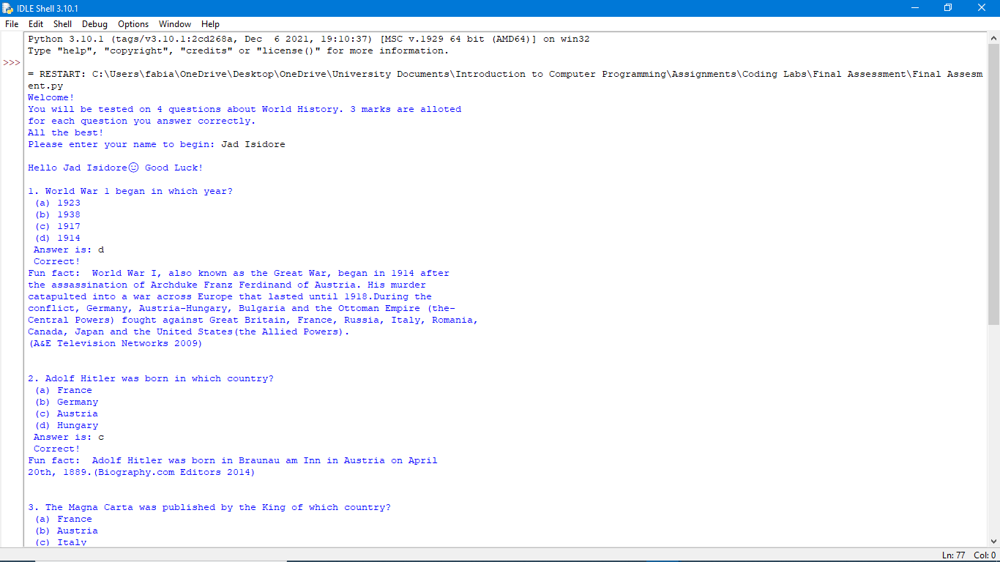 IDLE Shell 3.10.1
File Edit Shell Debug Options Window Help
Python 3.10.1 (tags/v3.10.1:2cd268a, Dec  6 2021, 19:10:37) [MSC v.1929 64 bit (AMD64)] on win32
Type "help", "copyright", "credits" or "license()" for more information.
>>>
= RESTART: C:\Users\fabia\OneDrive\Desktop\OneDrive\University Documents\Introduction to Computer Programming\Assignments\Coding Labs\Final Assessment\Final Assesm
ent.py
Welcome!
You will be tested on 4 questions about World History. 3 marks are alloted
for each question you answer correctly.
All the best!
Please enter your name to begin: Jad Isidore
Hello Jad Isidore☺ Good Luck!
1. World War 1 began in which year?
(a) 1923
(b) 1938
(c) 1917
(d) 1914
Answer is: d
Correct!
Fun fact:  World War I, also known as the Great War, began in 1914 after
the assassination of Archduke Franz Ferdinand of Austria. His murder
catapulted into a war across Europe that lasted until 1918.During the
conflict, Germany, Austria-Hungary, Bulgaria and the Ottoman Empire (the-
Central Powers) fought against Great Britain, France, Russia, Italy, Romania,
Canada, Japan and the United States(the Allied Powers).
(A&E Television Networks 2009)
2. Adolf Hitler was born in which country?
(a) France
(b) Germany
(c) Austria
(d) Hungary
Answer is: c
Correct!
Fun fact:  Adolf Hitler was born in Braunau am Inn in Austria on April
20th, 1889.(Biography.com Editors 2014)
3. The Magna Carta was published by the King of which country?
(a) France
(b) Austria
(c) Italy
Ln: 77 Col: 0